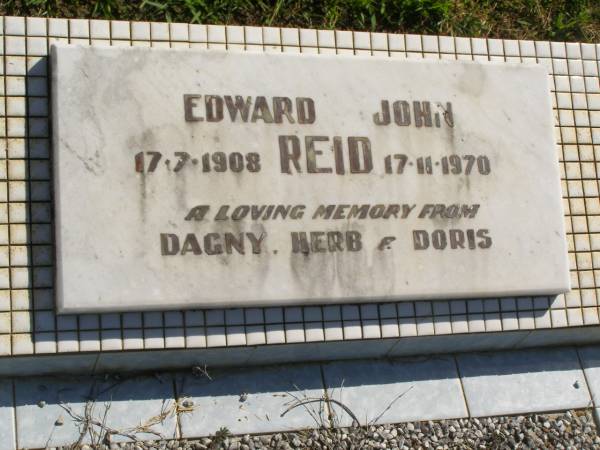 EDWARD JOHN
17·7·1908 REID 17·11·1970
A LOVING MEMORY FROM
DAGNY, HERB & DORIS